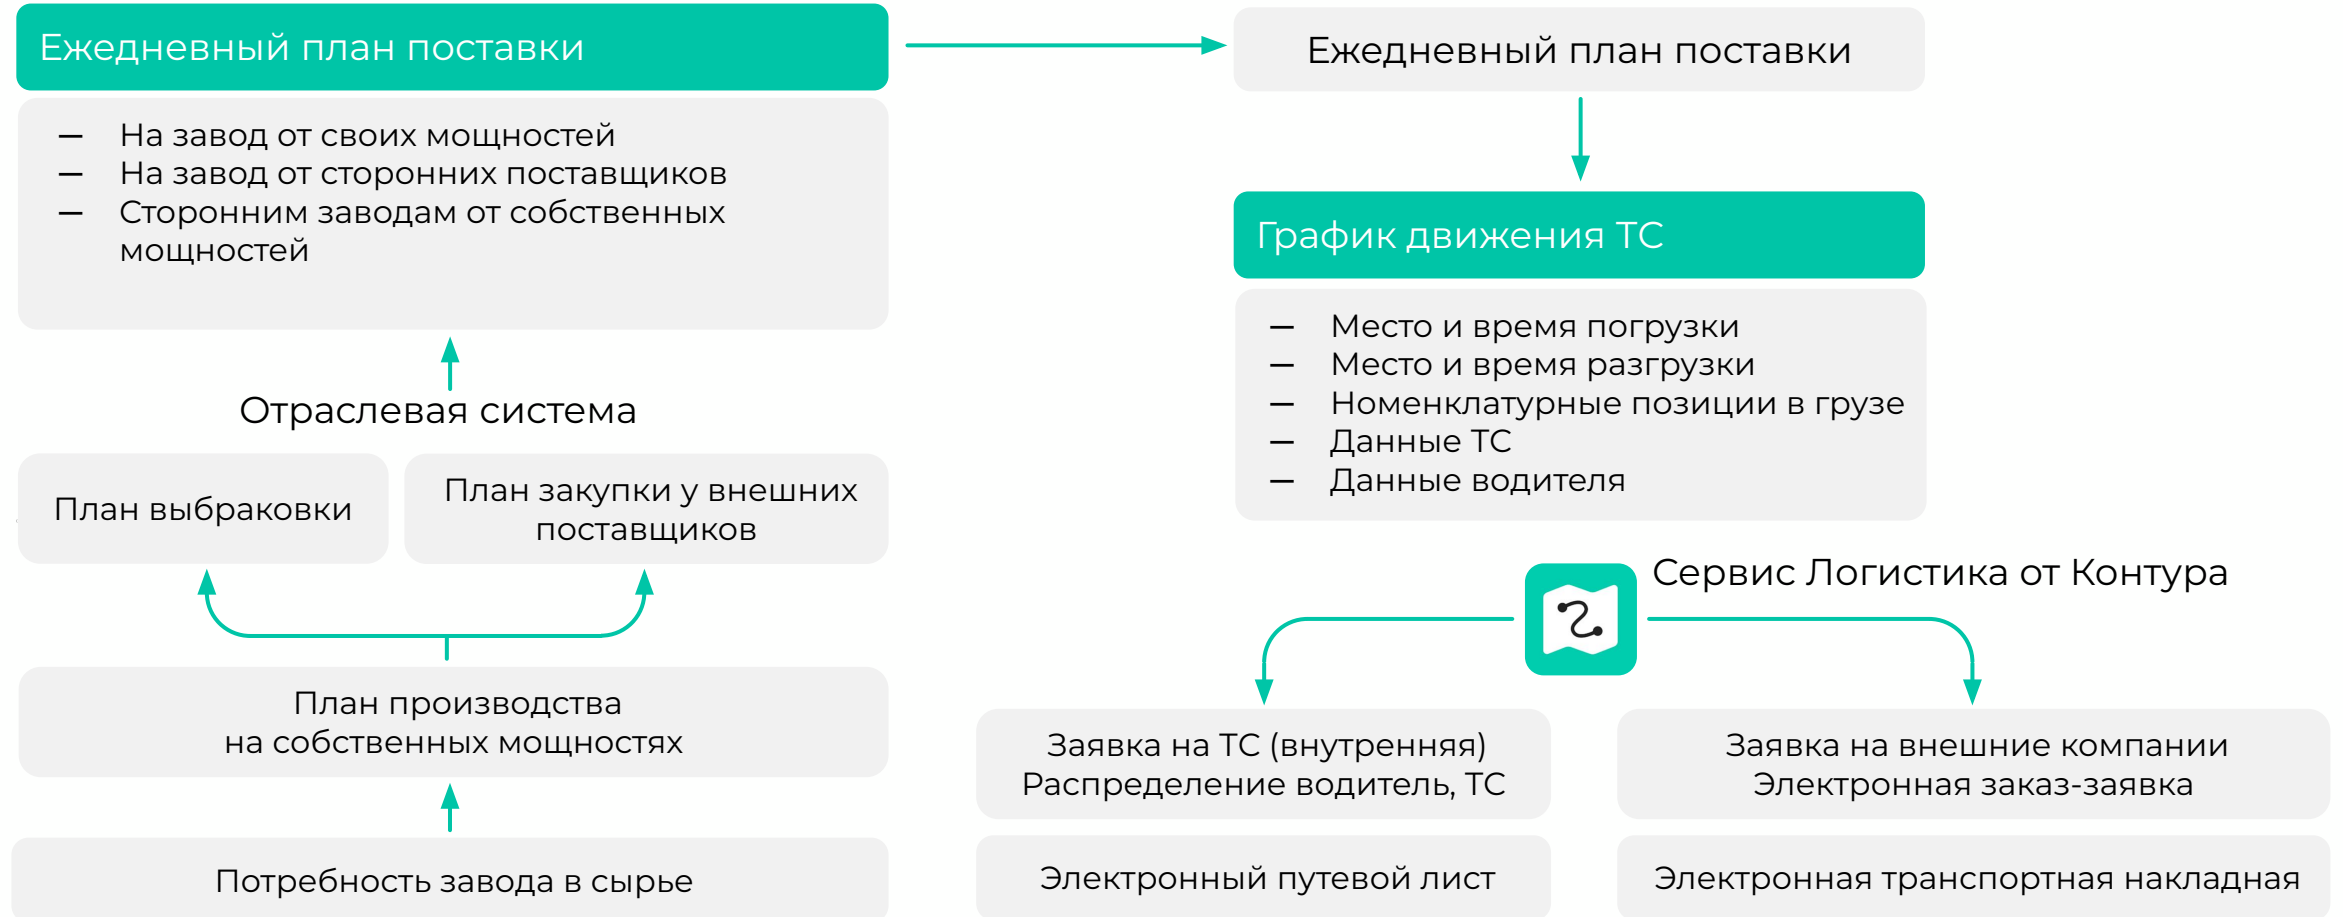 Ежедневный план поставки
— На завод от своих мощностей
— На завод от сторонних поставщиков
— Сторонним заводам от собственных
мощностей
Отраслевая система
План выбраковки
План закупки у внешних
поставщиков
План производства
на собственных мощностях
Потребность завода в сырье
Ежедневный план поставки
График движения ТС
— Место и время погрузки
— Место и время разгрузки
— Номенклатурные позиции в грузе
— Данные ТС
— Данные водителя
Сервис Логистика от Контура
Заявка на ТС (внутренняя)
Распределение водитель, ТС
Электронный путевой лист
Заявка на внешние компании
Электронная заказ-заявка
Электронная транспортная накладная